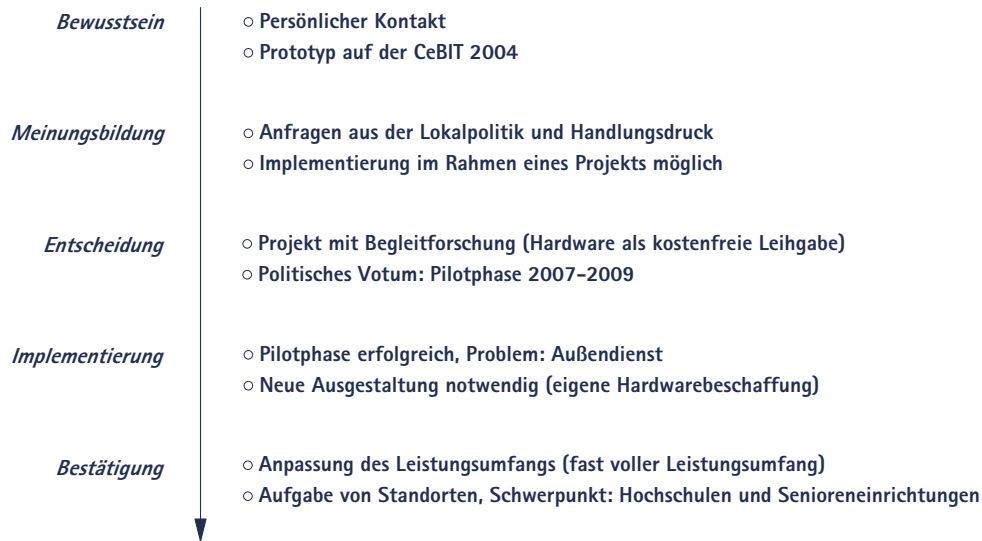 Bewusstsein
○ Persönlicher Kontakt
○ Prototyp auf der CeBIT 2004
Meinungsbildung
○ Anfragen aus der Lokalpolitik und Handlungsdruck
○ Implementierung im Rahmen eines Projekts möglich
Entscheidung
○ Projekt mit Begleitforschung (Hardware als kostenfreie Leihgabe)
○ Politisches Votum: Pilotphase 2007-2009
Implementierung
○ Pilotphase erfolgreich, Problem: Außendienst
○ Neue Ausgestaltung notwendig (eigene Hardwarebeschaffung)
Bestätigung
○ Anpassung des Leistungsumfangs (fast voller Leistungsumfang)
○ Aufgabe von Standorten, Schwerpunkt: Hochschulen und Senioreneinrichtungen